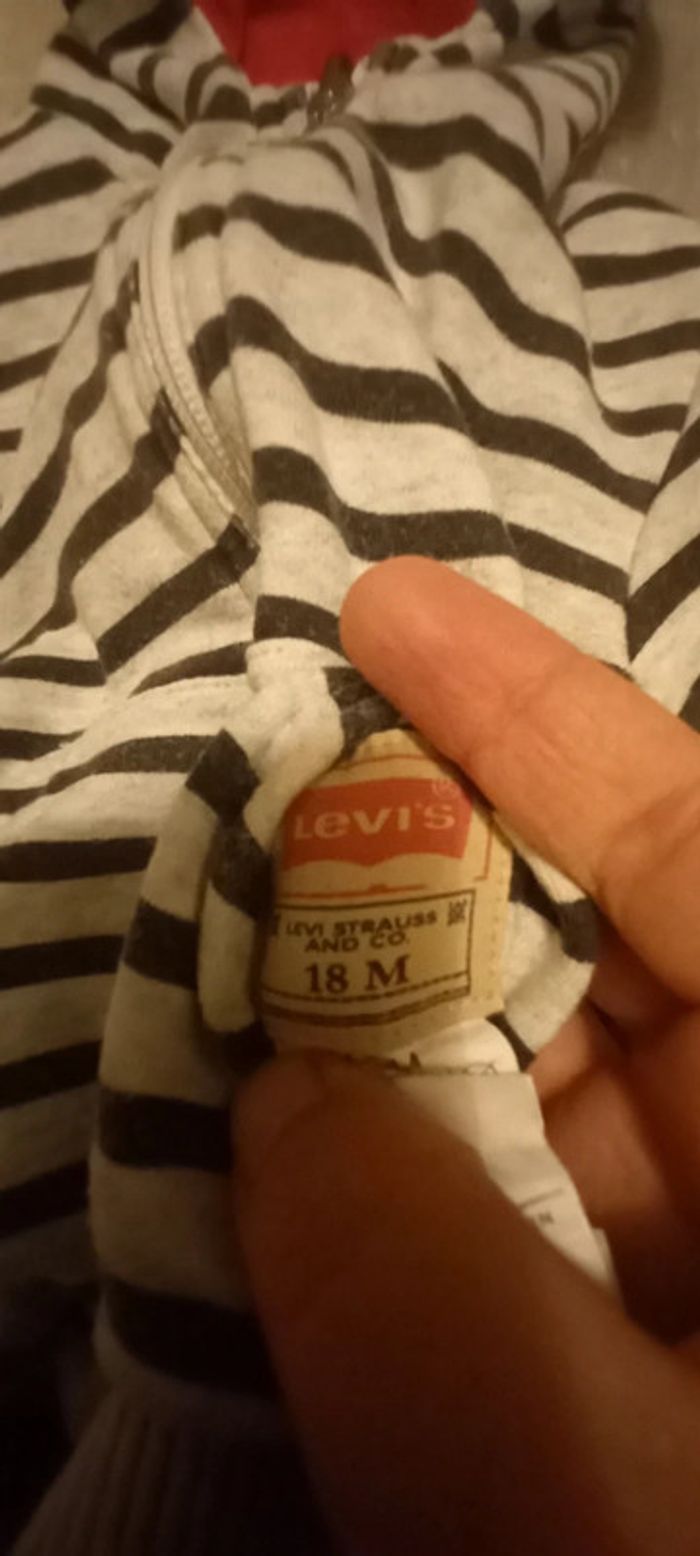 Levi's®
LEVI STRAUSS
AND CO.
18 M